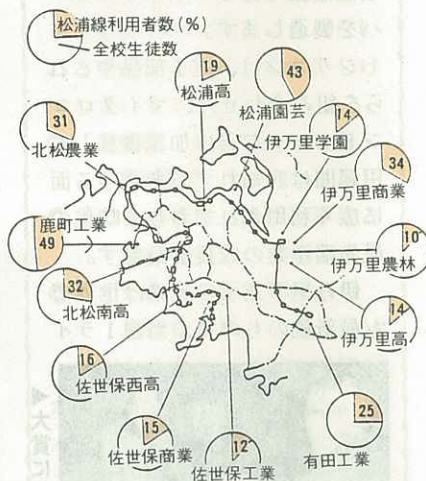 松浦線利用者数(%)
全校生徒数
松浦高
19
松浦園芸
43
伊万里学園
14
伊万里商業
34
伊万里農林
10
伊万里高
14
有田工業
25
佐世保工業
12
佐世保商業
15
佐世保西高
16
北松南高
32
鹿町工業
49
北松農業
31
大賞に